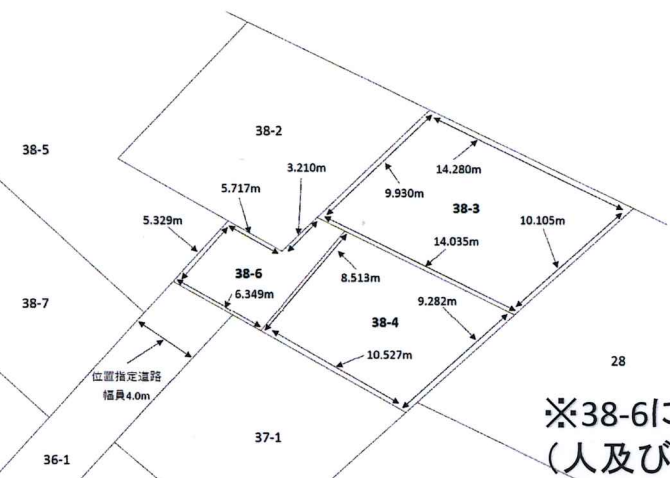 38-2
38-5
3.210m
14.280m
5.717m
9.930m
38-3
5.329m
10.105m
14.035m
38-6
8.513m
6.349m
9.282m
38-7
38-4
10.527m
位置指定道路
幅員4.0m
28
37-1
36-1
※38-6に
(人及び